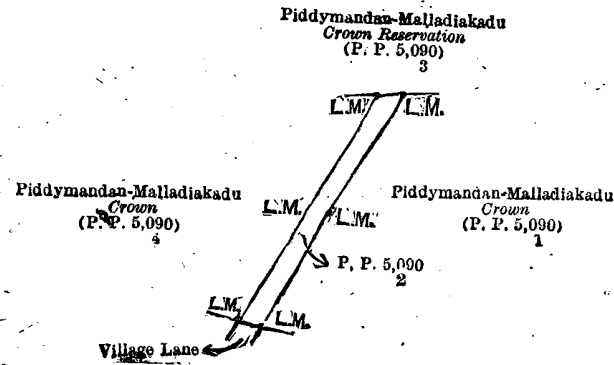 Piddymandan-Malladiakadu
Crown Reservation
(P. P. 5,090)
3
L.M. L.M.
Piddymandan-Malladiakadu
Crown
(P. P. 5,090)
4
L.M. L.M.
Piddymandan-Malladiakadu
Crown
(P. P. 5,090)
1
P. P. 5,090
2
L.M. L.M.
Village Lane